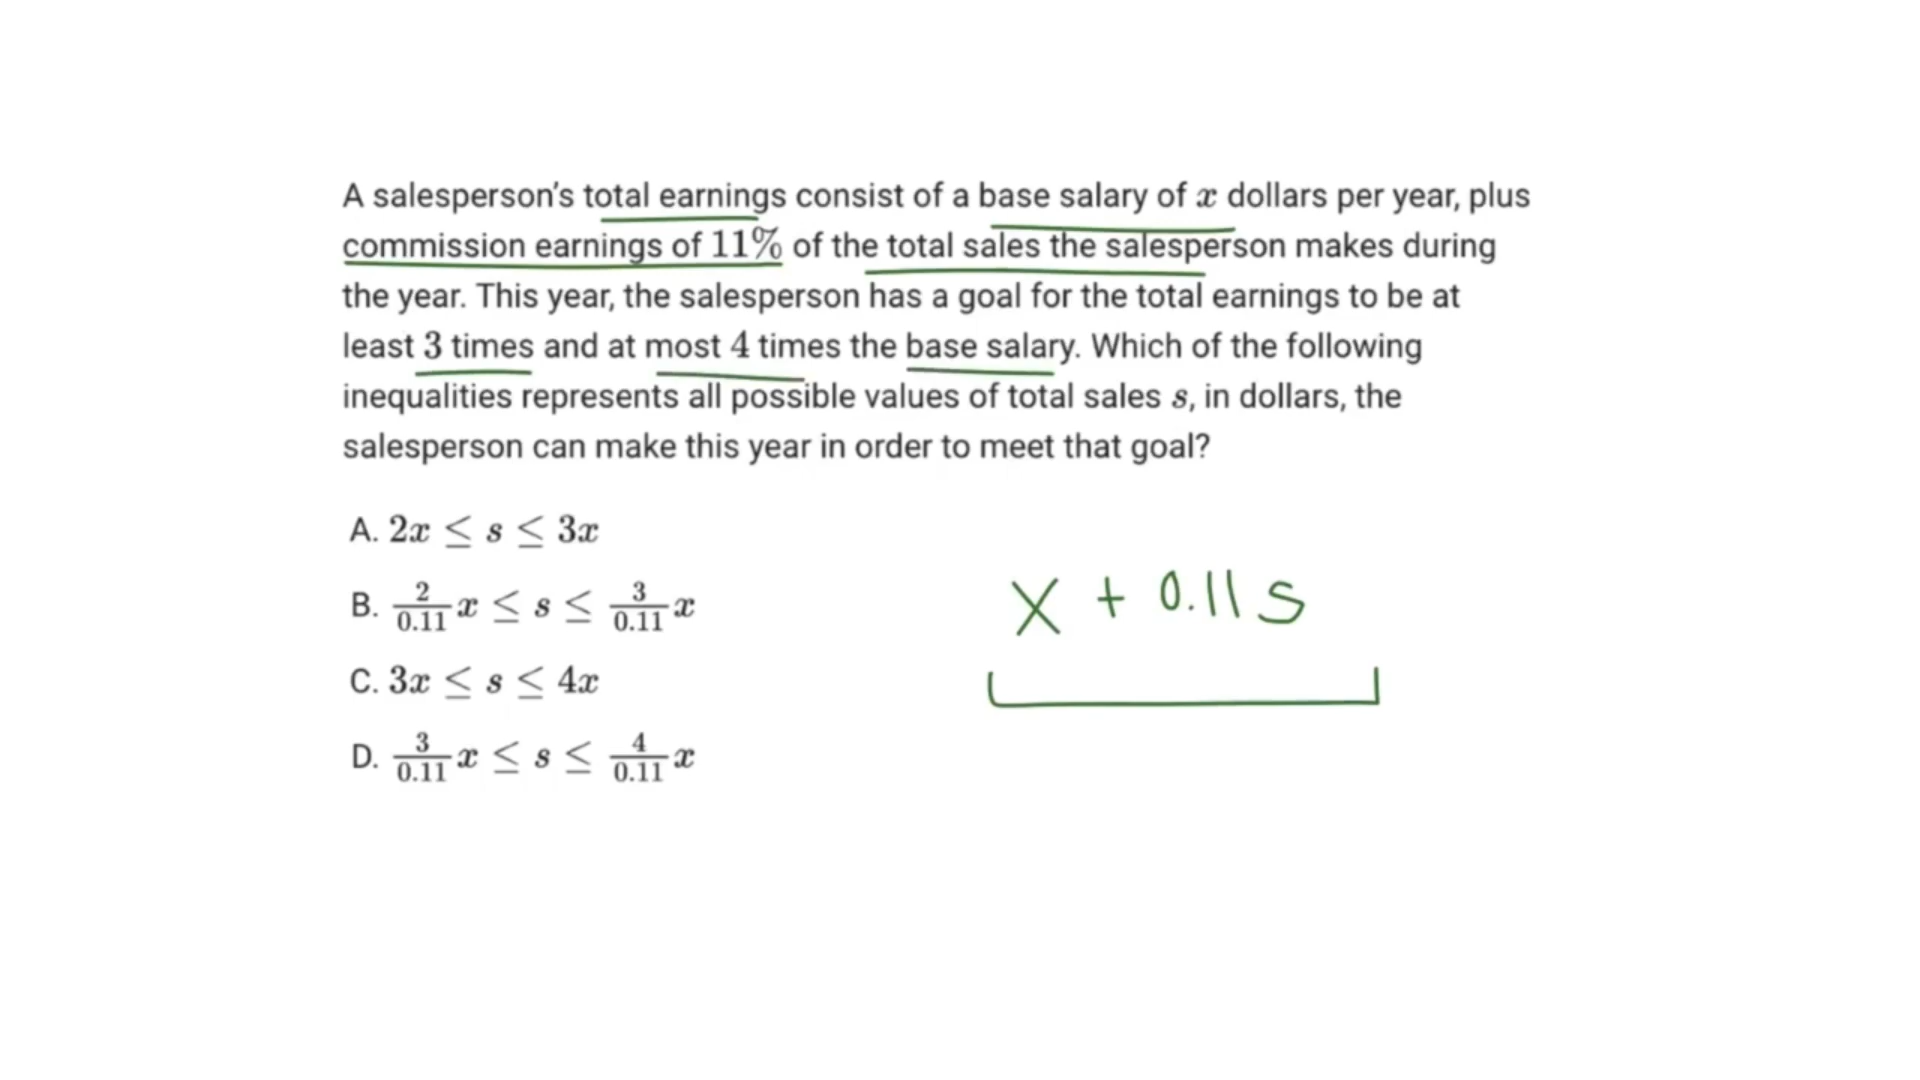 A salesperson's total earnings consist of a base salary of x dollars per year, plus
commission earnings of 11% of the total sales the salesperson makes during
the year. This year, the salesperson has a goal for the total earnings to be at
least 3 times and at most 4 times the base salary. Which of the following
inequalities represents all possible values of total sales s, in dollars, the
salesperson can make this year in order to meet that goal?
A. 2x ≤ s ≤ 3x
B. 2/0.11 x ≤ s ≤ 3/0.11 x
x + 0.11s
C. 3x ≤ s ≤ 4x
D. 3/0.11 x ≤ s ≤ 4/0.11 x